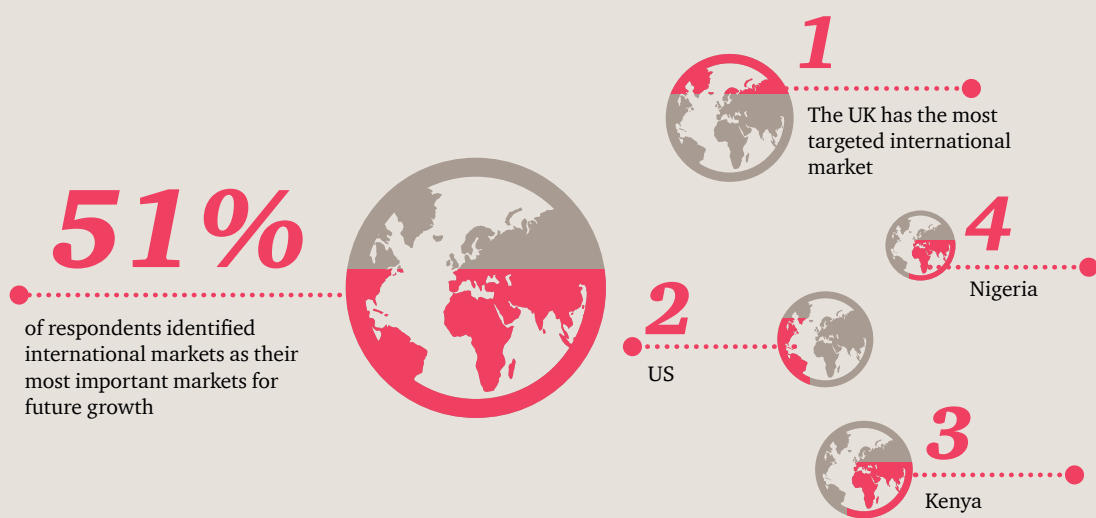 51%
of respondents identified
international markets as their
most important markets for
future growth
1
The UK has the most
targeted international
market
2
US
3
Kenya
4
Nigeria